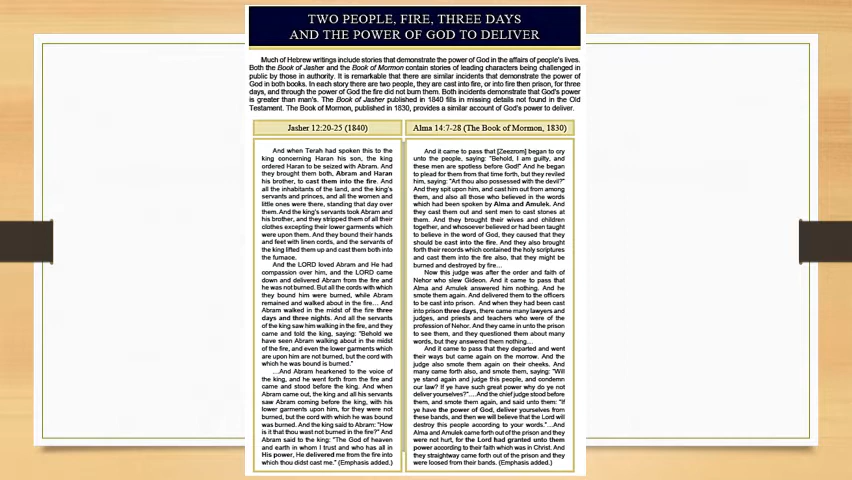 TWO PEOPLE, FIRE, THREE DAYS
AND THE POWER OF GOD TO DELIVER
Much of Hebrew writings include stories that demonstrate the power of God in the affairs of people's lives.
Both the Book of Jasher and the Book of Mormon contain stories of leading characters being challenged in
public by those in authority. It is remarkable that there are similar incidents that demonstrate the power of
God in both books. In each story there are two people, they are cast into fire, or into fire then prison, for three
days, and through the power of God the fire did not burn them. Both incidents demonstrate that God's power
is greater than man's. The Book of Jasher published in 1840 fills in missing details not found in the Old
Testament. The Book of Mormon, published in 1830, provides a similar account of God's power to deliver.
Jasher 12:20-25 (1840)
And when Terah had spoken this to the
king concerning Haran his son, the king
ordered Haran to be seized with Abram. And
they brought them both, Abram and Haran
his brother, to cast them into the fire. And
all the inhabitants of the land, and the king's
servants and princes, and all the women and
little ones were there, standing that day over
them. And the king's servants took Abram and
his brother, and they stripped them of all their
clothes excepting their lower garments which
were upon them. And they bound their hands
and feet with linen cords, and the servants of
the king lifted them up and cast them both into
the furnace.
And the LORD loved Abram and He had
compassion over him, and the LORD came
down and delivered Abram from the fire and
he was not burned. But all the cords with which
they bound him were burned, while Abram
remained and walked about in the fire... And
Abram walked in the midst of the fire three
days and three nights. And all the servants
of the king saw him walking in the fire, and they
came and told the king, saying: "Behold we
have seen Abram walking about in the midst
of the fire, and even the lower garments which
are upon him are not burned, but the cord with
which he was bound is burned."
...And Abram hearkened to the voice of
the king, and he went forth from the fire and
came and stood before the king. And when
Abram came out, the king and all his servants
saw Abram coming before the king, with his
lower garments upon him, for they were not
burned, but the cord with which he was bound
was burned. And the king said to Abram: "How
is it that thou wast not burned in the fire?" And
Abram said to the king: "The God of heaven
and earth in whom I trust and who has all in
His power, He delivered me from the fire into
which thou didst cast me." (Emphasis added.)
Alma 14:7-28 (The Book of Mormon, 1830)
And it came to pass that [Zeezrom] began to cry
unto the people, saying: "Behold, I am guilty, and
these men are spotless before God!" And he began
to plead for them from that time forth, but they reviled
him, saying: "Art thou also possessed with the devil?"
And they spit upon him, and cast him out from among
them, and also all those who believed in the words
which had been spoken by Alma and Amulek. And
they cast them out and sent men to cast stones at
them. And they brought their wives and children
together, and whosoever believed or had been taught
to believe in the word of God, they caused that they
should be cast into the fire. And they also brought
forth their records which contained the holy scriptures
and cast them into the fire also, that they might be
burned and destroyed by fire...
Now this judge was after the order and faith of
Nehor who slew Gideon. And it came to pass that
Alma and Amulek answered him nothing. And he
smote them again. And delivered them to the officers
to be cast into prison. And when they had been cast
into prison three days, there came many lawyers and
judges, and priests and teachers who were of the
profession of Nehor. And they came in unto the prison
to see them, and they questioned them about many
words, but they answered them nothing...
And it came to pass that they departed and went
their ways but came again on the morrow. And the
judge also smote them again on their cheeks. And
many came forth also, and smote them, saying: "Will
ye stand again and judge this people, and condemn
our law? If ye have such great power why do ye not
deliver yourselves?"....And the chief judge stood before
them, and smote them again, and said unto them: "If
ye have the power of God, deliver yourselves from
these bands, and then we will believe that the Lord will
destroy this people according to your words."...And
Alma and Amulek came forth out of the prison and they
were not hurt, for the Lord had granted unto them
power according to their faith which was in Christ. And
they straightway came forth out of the prison and they
were loosed from their bands. (Emphasis added.)